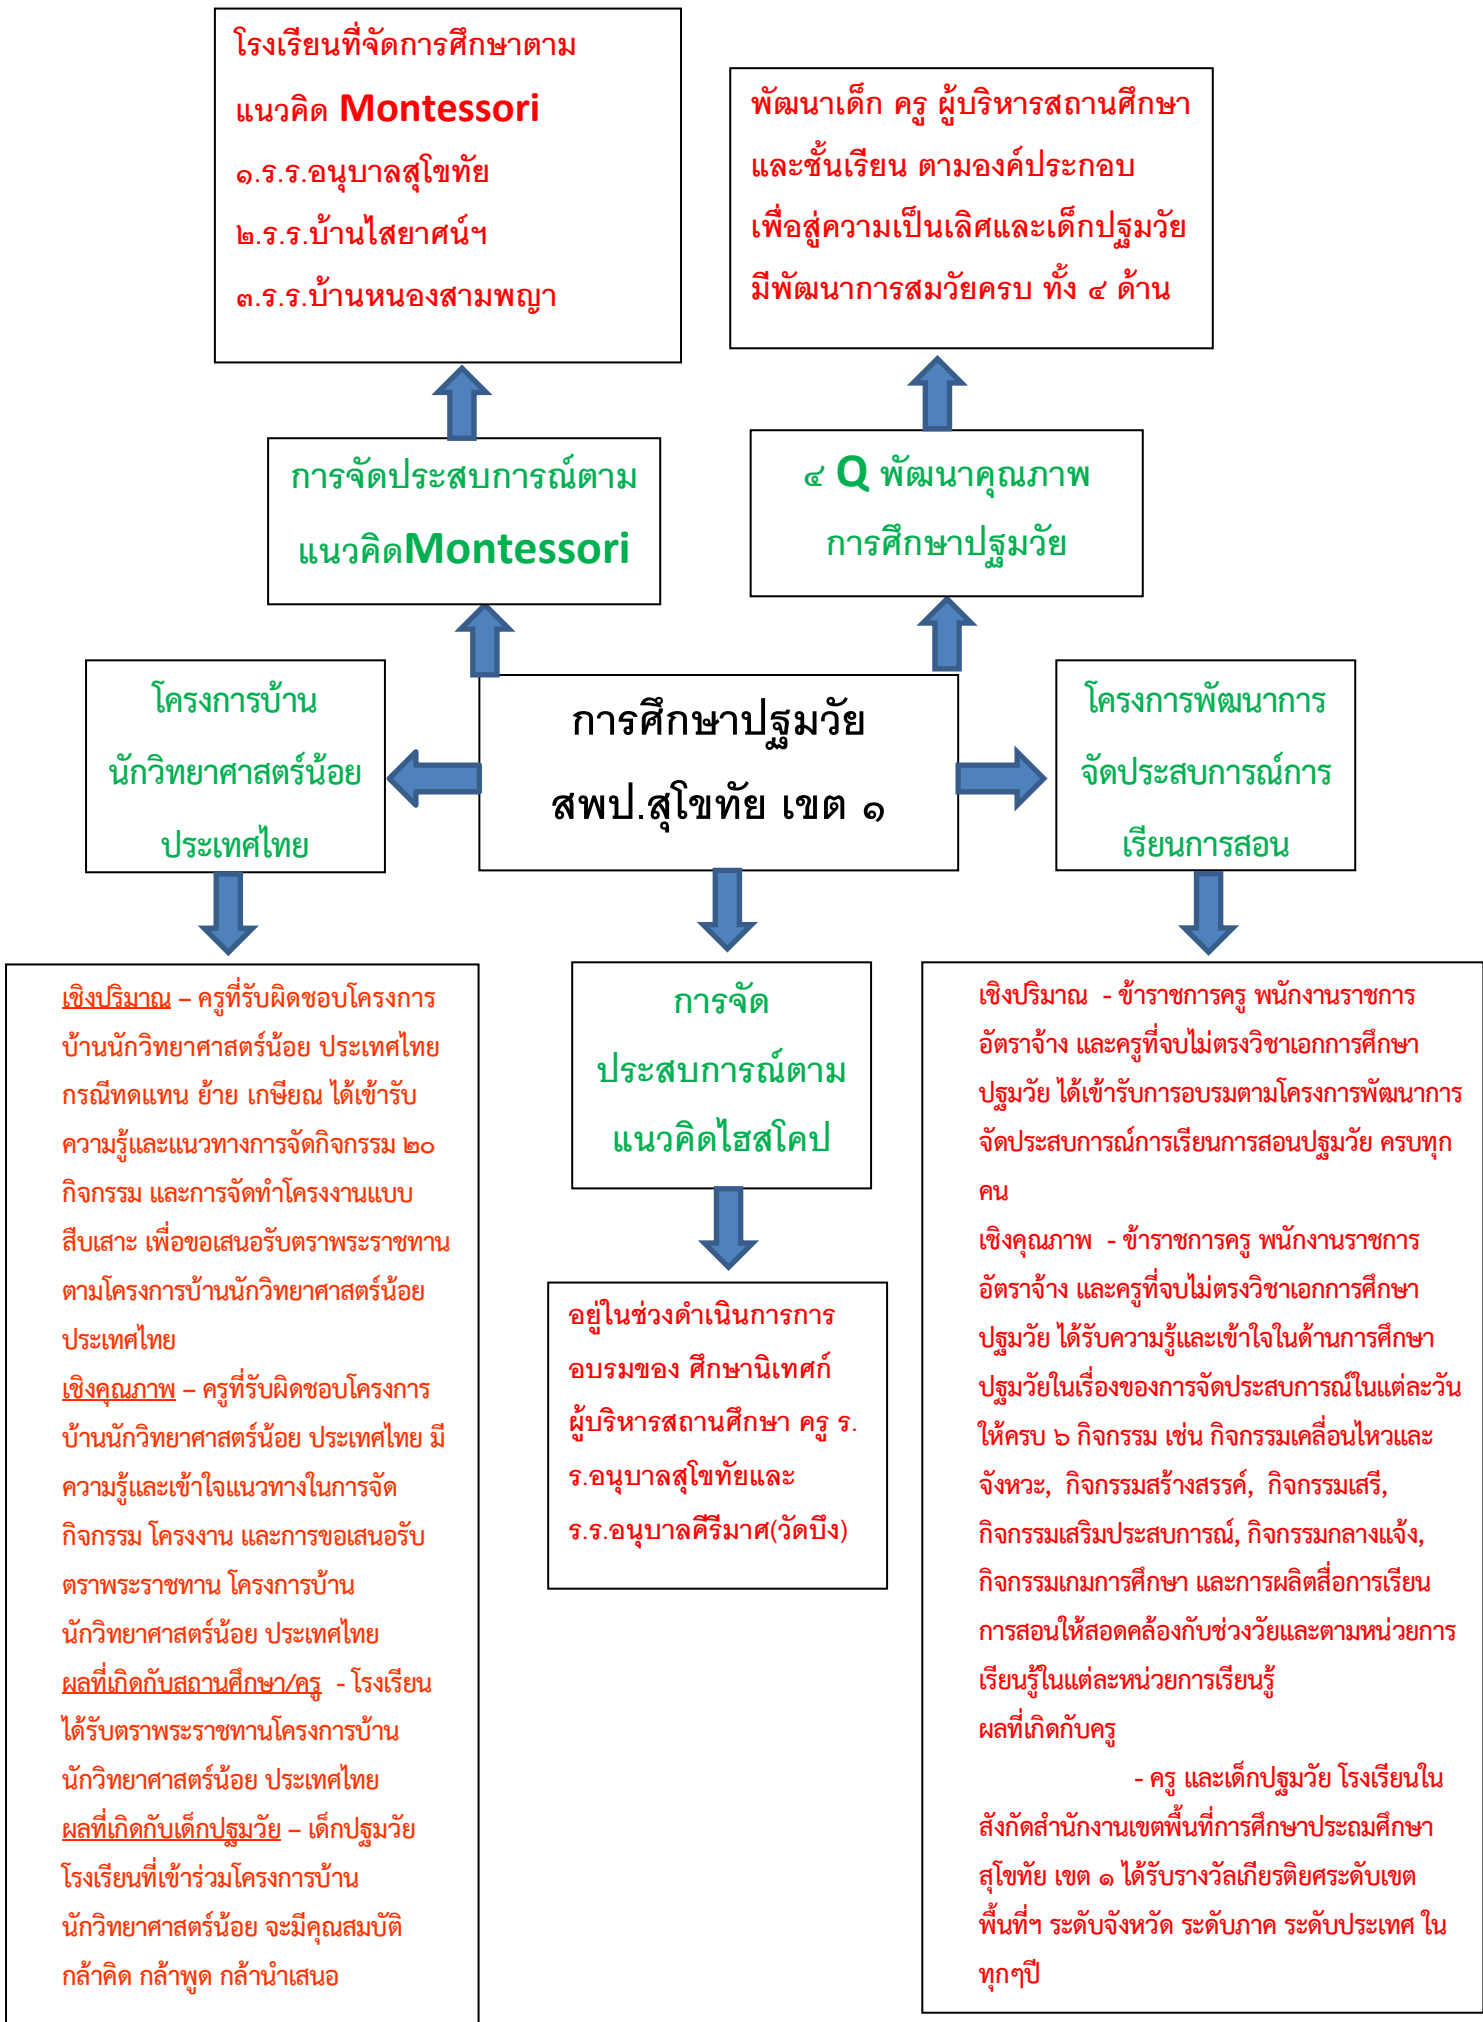 โรงเรียนที่จัดการศึกษาตาม
แนวคิด Montessori
๑.ร.ร.อนุบาลสุโขทัย
๒.ร.ร.บ้านไสยาศน์ฯ
๓.ร.ร.บ้านหนองสามพญา
พัฒนาเด็ก ครู ผู้บริหารสถานศึกษา
และชั้นเรียน ตามองค์ประกอบ
เพื่อสู่ความเป็นเลิศและเด็กปฐมวัย
มีพัฒนาการสมวัยครบ ทั้ง ๔ ด้าน
การจัดประสบการณ์ตาม
แนวคิดMontessori
๔ Q พัฒนาคุณภาพ
การศึกษาปฐมวัย
โครงการบ้าน
นักวิทยาศาสตร์น้อย
ประเทศไทย
การศึกษาปฐมวัย
สพป.สุโขทัย เขต ๑
โครงการพัฒนาการ
จัดประสบการณ์การ
เรียนการสอน
เชิงปริมาณ – ครูที่รับผิดชอบโครงการ
บ้านนักวิทยาศาสตร์น้อย ประเทศไทย
กรณีทดแทน ย้าย เกษียณ ได้เข้ารับ
ความรู้และแนวทางการจัดกิจกรรม ๒๐
กิจกรรม และการจัดทำโครงงานแบบ
สืบเสาะ เพื่อขอเสนอรับตราพระราชทาน
ตามโครงการบ้านนักวิทยาศาสตร์น้อย
ประเทศไทย
เชิงคุณภาพ – ครูที่รับผิดชอบโครงการ
บ้านนักวิทยาศาสตร์น้อย ประเทศไทย มี
ความรู้และเข้าใจแนวทางในการจัด
กิจกรรม โครงงาน และการขอเสนอรับ
ตราพระราชทาน โครงการบ้าน
นักวิทยาศาสตร์น้อย ประเทศไทย
ผลที่เกิดกับสถานศึกษา/ครู - โรงเรียน
ได้รับตราพระราชทานโครงการบ้าน
นักวิทยาศาสตร์น้อย ประเทศไทย
ผลที่เกิดกับเด็กปฐมวัย – เด็กปฐมวัย
โรงเรียนที่เข้าร่วมโครงการบ้าน
นักวิทยาศาสตร์น้อย จะมีคุณสมบัติ
กล้าคิด กล้าพูด กล้านำเสนอ
การจัด
ประสบการณ์ตาม
แนวคิดไฮสโคป
อยู่ในช่วงดำเนินการการ
อบรมของ ศึกษานิเทศก์
ผู้บริหารสถานศึกษา ครู ร.
ร.อนุบาลสุโขทัยและ
ร.ร.อนุบาลคีรีมาศ(วัดบึง)
เชิงปริมาณ - ข้าราชการครู พนักงานราชการ
อัตราจ้าง และครูที่จบไม่ตรงวิชาเอกการศึกษา
ปฐมวัย ได้เข้ารับการอบรมตามโครงการพัฒนาการ
จัดประสบการณ์การเรียนการสอนปฐมวัย ครบทุก
คน
เชิงคุณภาพ - ข้าราชการครู พนักงานราชการ
อัตราจ้าง และครูที่จบไม่ตรงวิชาเอกการศึกษา
ปฐมวัย ได้รับความรู้และเข้าใจในด้านการศึกษา
ปฐมวัยในเรื่องของการจัดประสบการณ์ในแต่ละวัน
ให้ครบ ๖ กิจกรรม เช่น กิจกรรมเคลื่อนไหวและ
จังหวะ, กิจกรรมสร้างสรรค์, กิจกรรมเสรี,
กิจกรรมเสริมประสบการณ์, กิจกรรมกลางแจ้ง,
กิจกรรมเกมการศึกษา และการผลิตสื่อการเรียน
การสอนให้สอดคล้องกับช่วงวัยและตามหน่วยการ
เรียนรู้ในแต่ละหน่วยการเรียนรู้
ผลที่เกิดกับครู
- ครู และเด็กปฐมวัย โรงเรียนใน
สังกัดสำนักงานเขตพื้นที่การศึกษาประถมศึกษา
สุโขทัย เขต ๑ ได้รับรางวัลเกียรติยศระดับเขต
พื้นที่ฯ ระดับจังหวัด ระดับภาค ระดับประเทศ ใน
ทุกๆปี